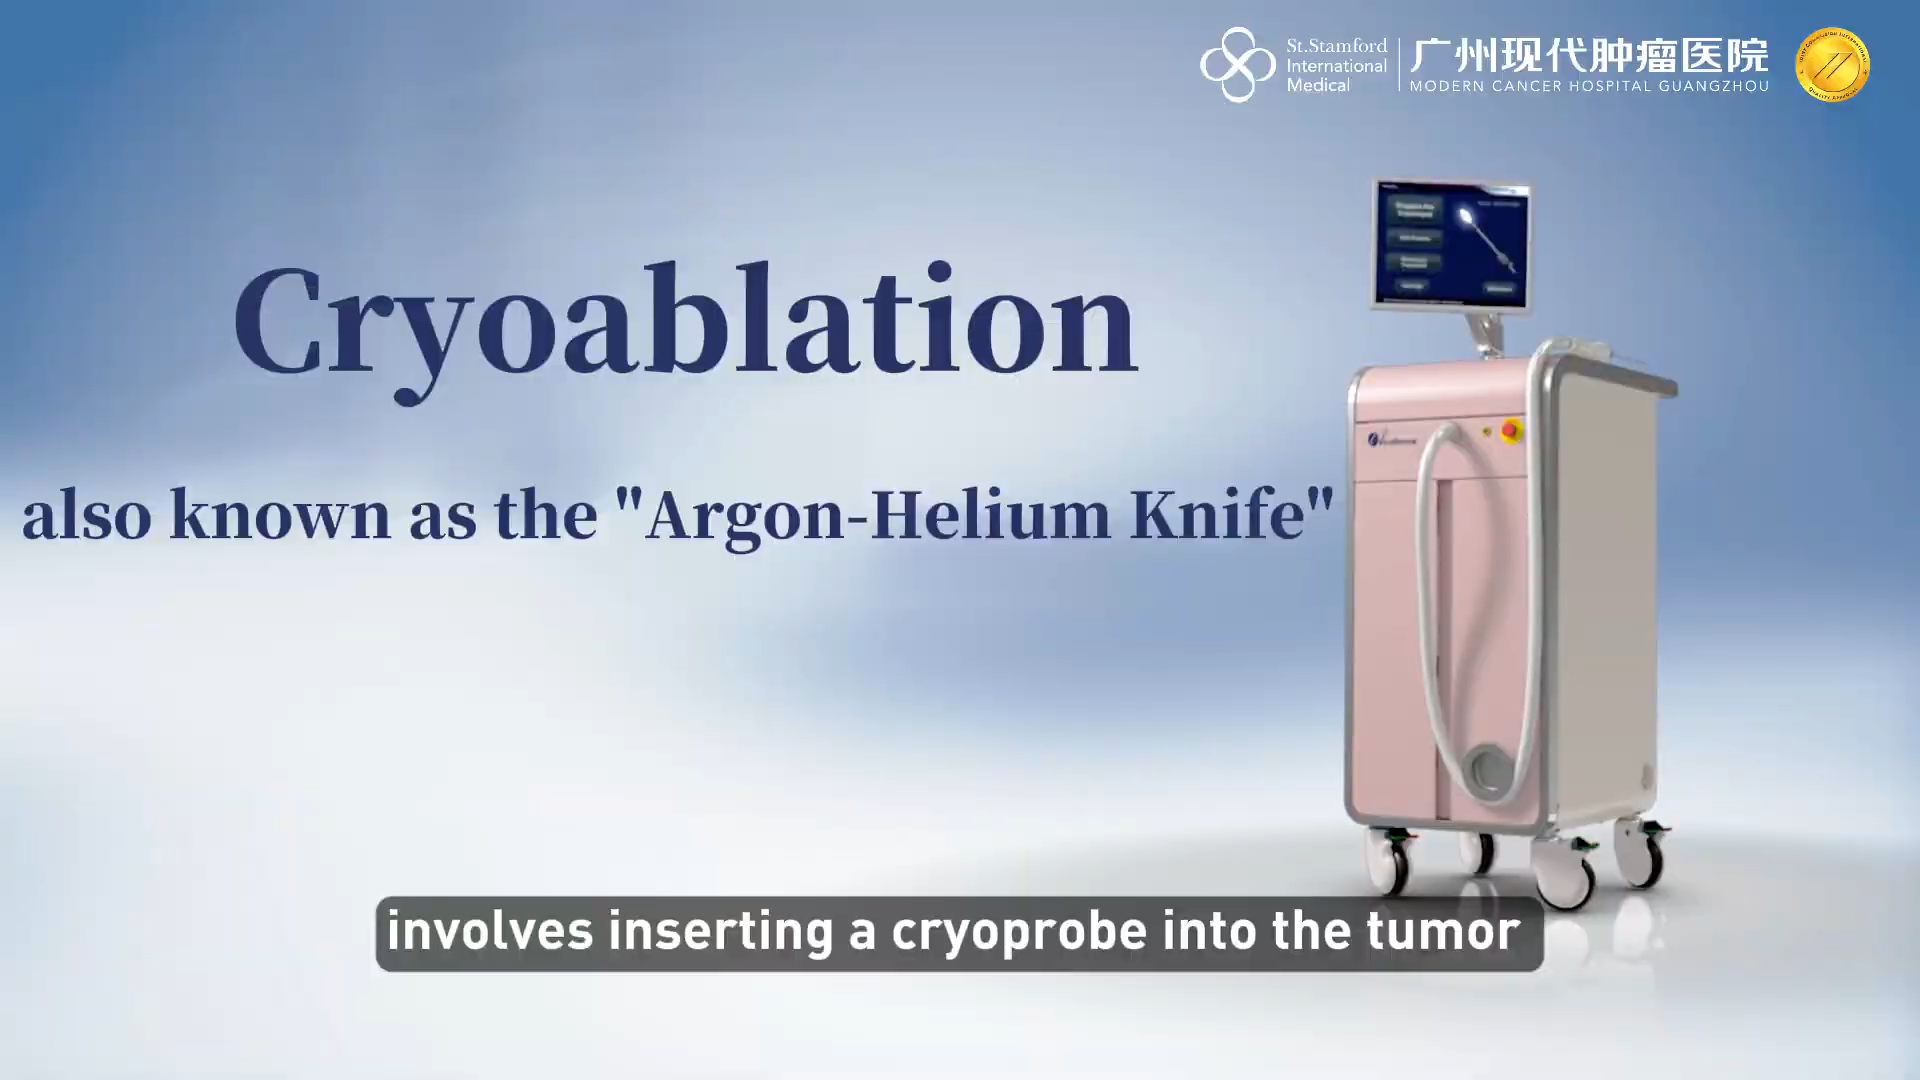 St.Stamford
International
Medical
广州现代肿瘤医院
MODERN CANCER HOSPITAL GUANGZHOU
Cryoablation
also known as the "Argon-Helium Knife"
involves inserting a cryoprobe into the tumor